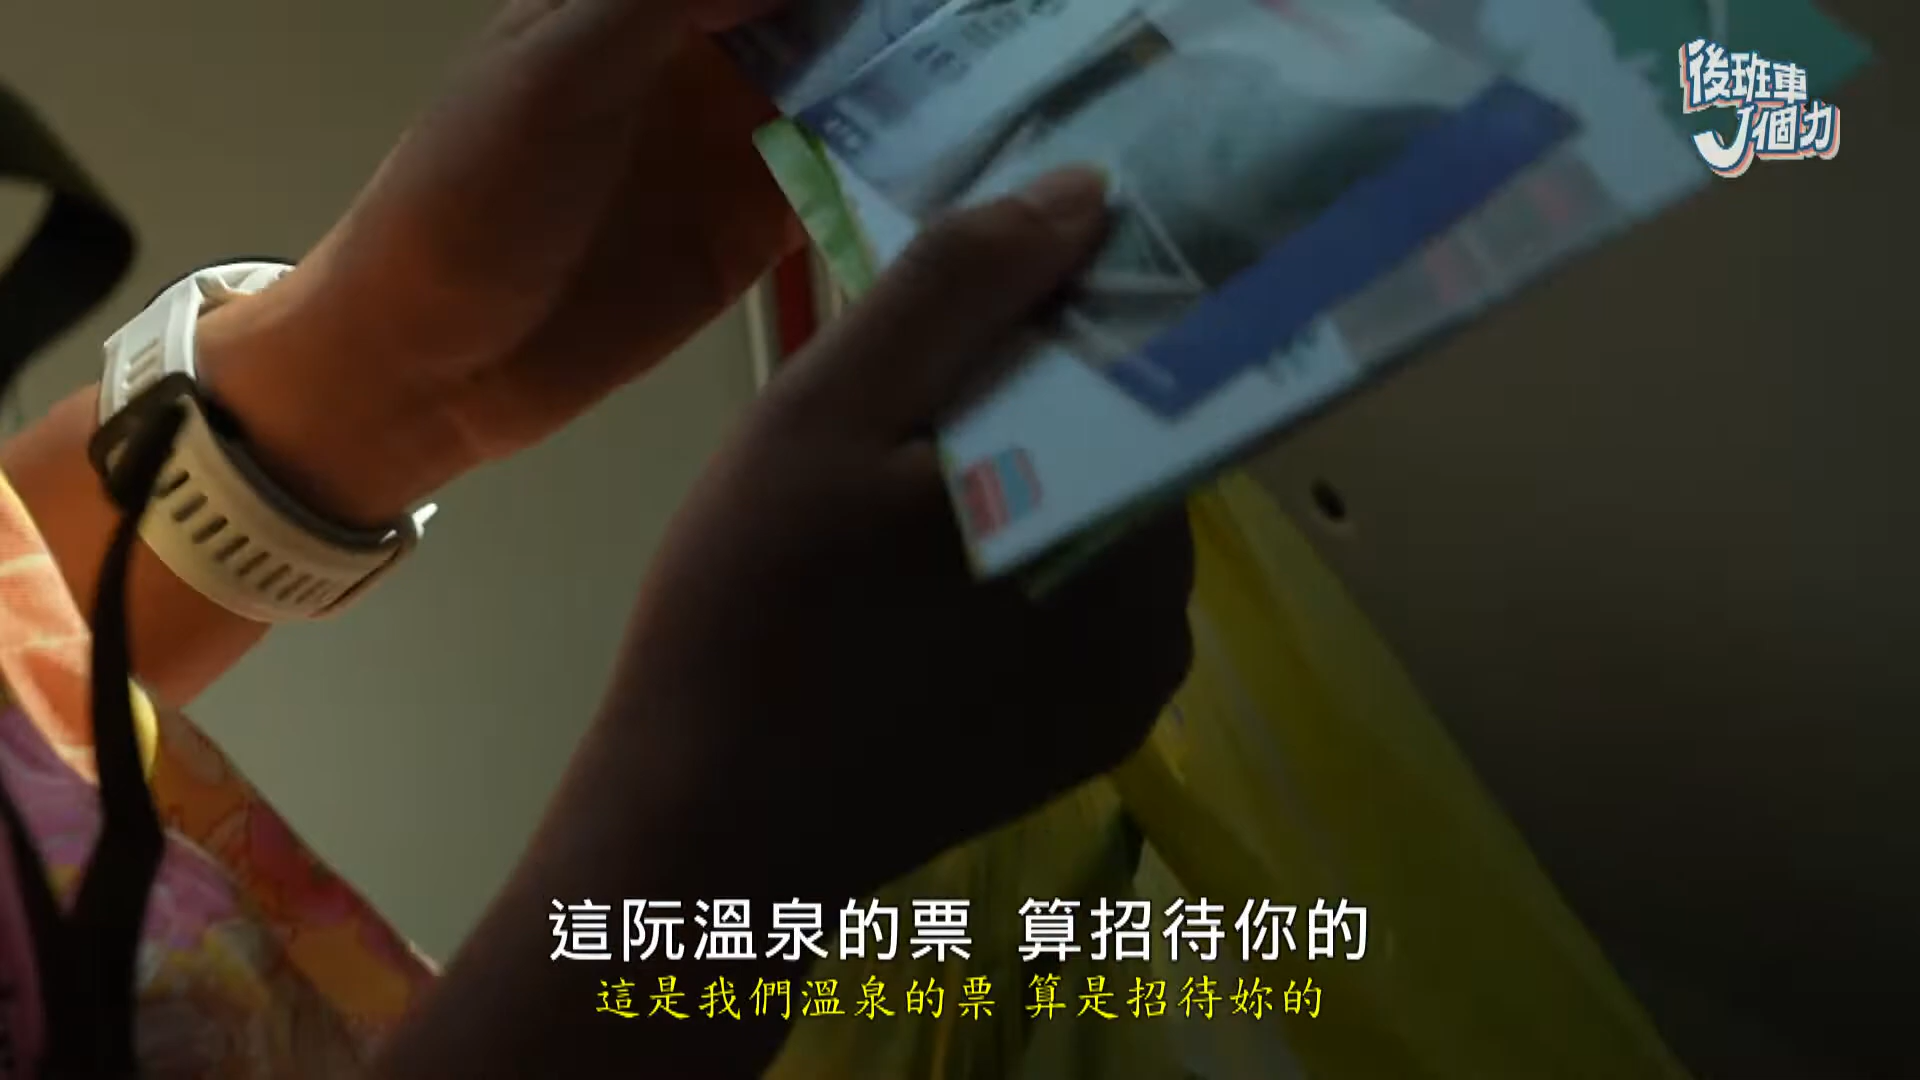 後班車
個力
這阮溫泉的票 算招待你的
這是我們溫泉的票 算是招待妳的